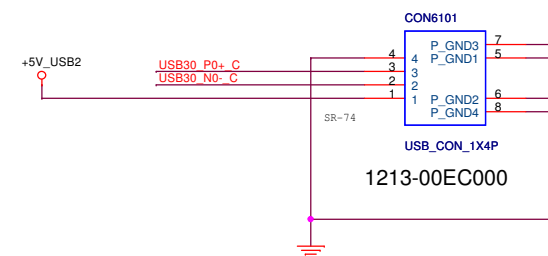 CON6101
+5V_USB2
USB30_P0+_C
USB30_N0-_C
4
3
2
1
4
3
2
1
P_GND3
P_GND1
P_GND2
P_GND4
7
5
6
8
SR-74
USB_CON_1X4P
1213-00EC000